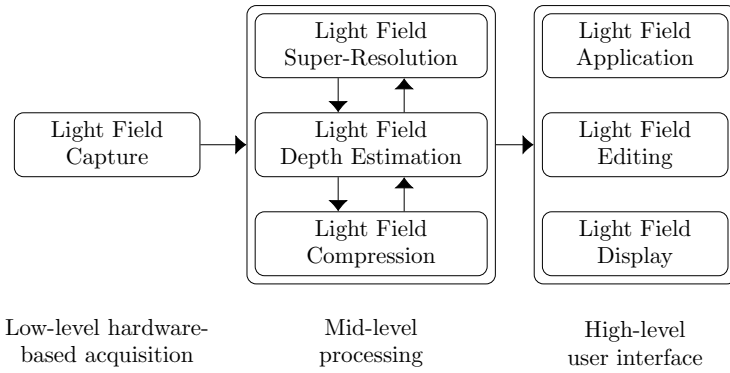 Light Field
Super-Resolution
Light Field
Application
Light Field
Capture
Light Field
Depth Estimation
Light Field
Editing
Light Field
Compression
Light Field
Display
Low-level hardware-
based acquisition
Mid-level
processing
High-level
user interface